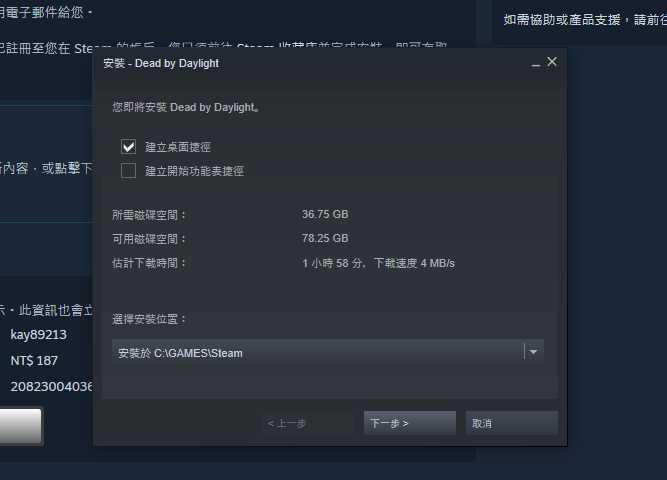 用電子郵件給您。
如需協助或產品支援，請前往
已註冊至您在 Steam 的帳戶。您只須前往 Steam 收藏庫並完成安裝，即可存取
安裝 - Dead by Daylight
您即將安裝 Dead by Daylight。
建立桌面捷徑
新內容，或點擊下
建立開始功能表捷徑
所需磁碟空間： 36.75 GB
可用磁碟空間： 78.25 GB
估計下載時間： 1 小時 58 分，下載速度 4 MB/s
示。此資訊也會立
選擇安裝位置：
kay89213
安裝於 C:\GAMES\Steam
NT$ 187
20823004036
< 上一步
下一步 >
取消